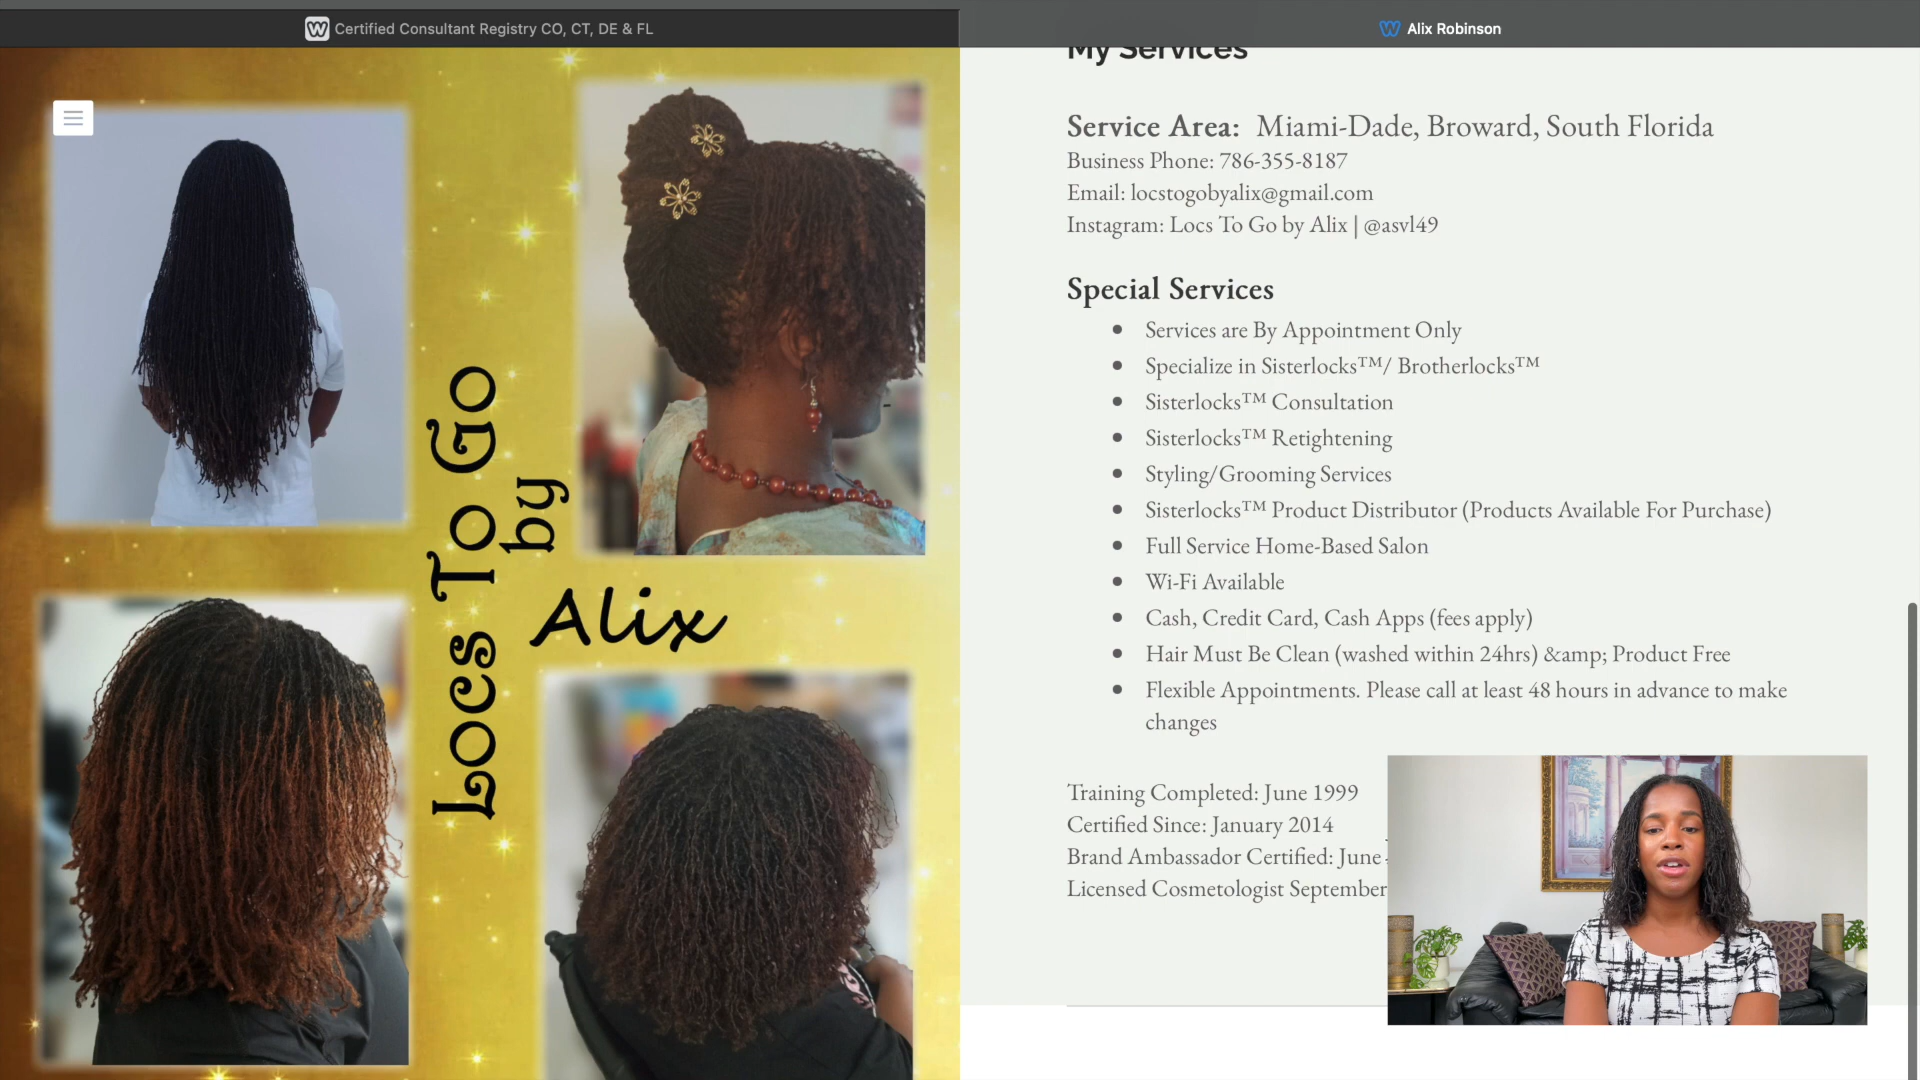 Certified Consultant Registry CO, CT, DE & FL
Alix Robinson
Locs To Go
by
Alix
My Services
Service Area: Miami-Dade, Broward, South Florida
Business Phone: 786-355-8187
Email: locstogobyalix@gmail.com
Instagram: Locs To Go by Alix | @asvl49
Special Services
Services are By Appointment Only
Specialize in Sisterlocks™/ Brotherlocks™
Sisterlocks™ Consultation
Sisterlocks™ Retightening
Styling/Grooming Services
Sisterlocks™ Product Distributor (Products Available For Purchase)
Full Service Home-Based Salon
Wi-Fi Available
Cash, Credit Card, Cash Apps (fees apply)
Hair Must Be Clean (washed within 24hrs) &amp; Product Free
Flexible Appointments. Please call at least 48 hours in advance to make
changes
Training Completed: June 1999
Certified Since: January 2014
Brand Ambassador Certified: June
Licensed Cosmetologist September